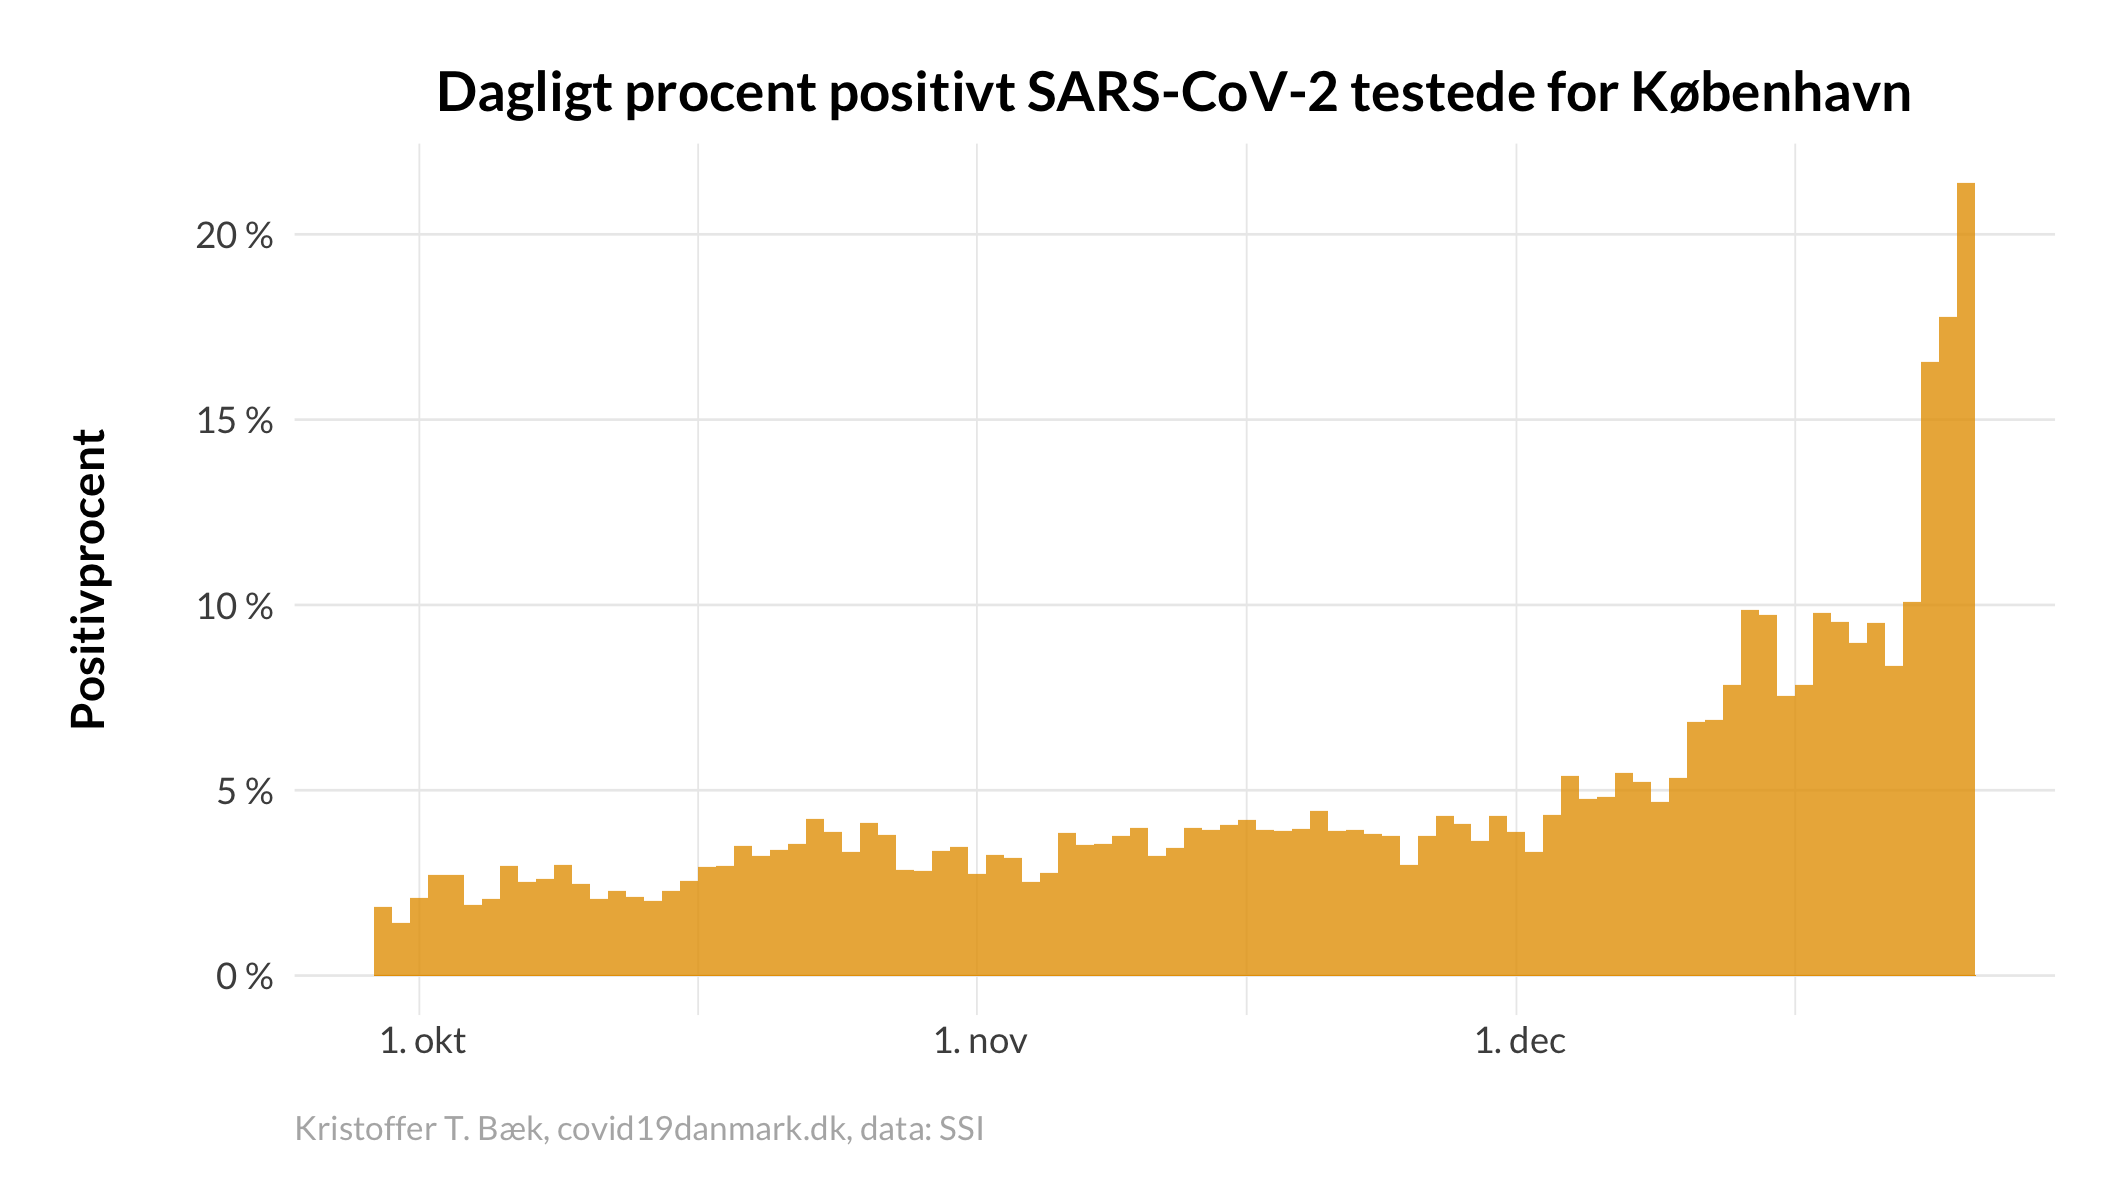 Dagligt procent positivt SARS-CoV-2 testede for København
Positivprocent
20 %
15 %
10 %
5 %
0 %
1. okt
1. nov
1. dec
Kristoffer T. Bæk, covid19danmark.dk, data: SSI